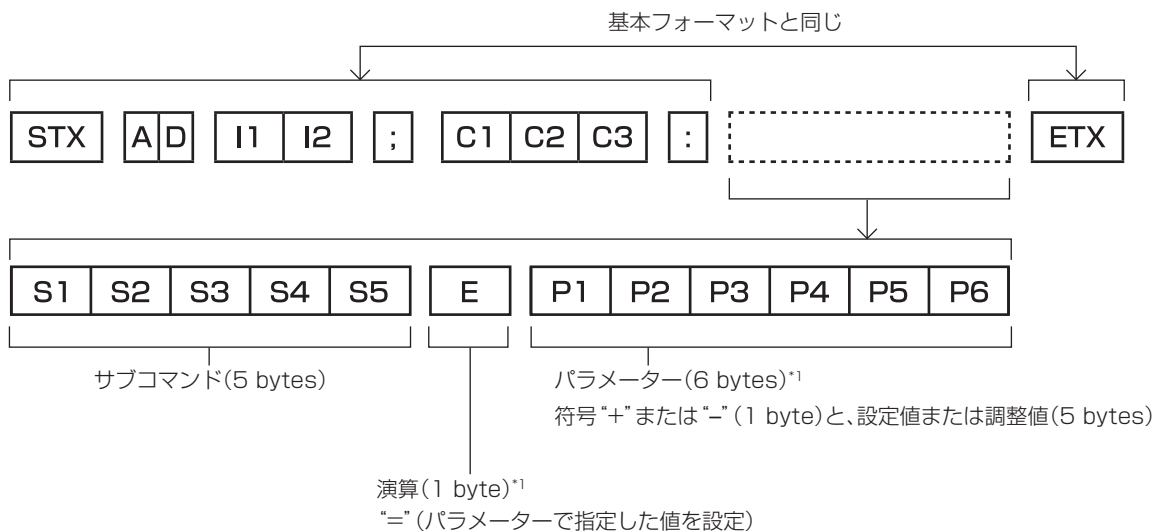 基本フォーマットと同じ
STX A D I1 I2 ; C1 C2 C3 : ETX
S1 S2 S3 S4 S5 E P1 P2 P3 P4 P5 P6
サブコマンド(5 bytes)
パラメーター(6 bytes)*1
符号“+”または“−”(1 byte)と、設定値または調整値(5 bytes)
演算(1 byte)*1
“=”(パラメーターで指定した値を設定)